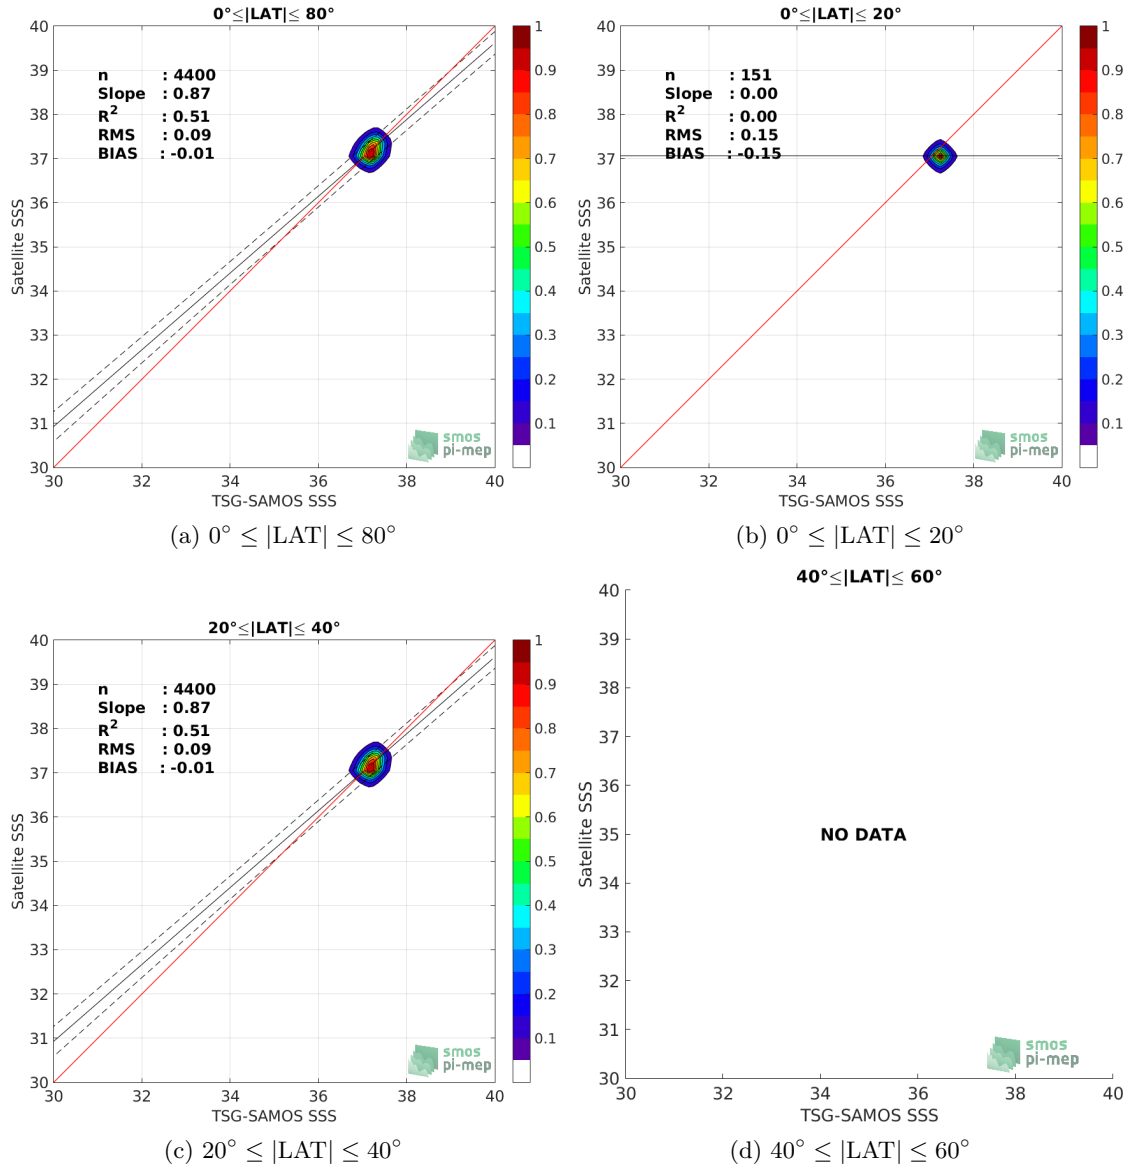 0°≤|LAT|≤ 80°
40
39
38
37
36
35
34
33
32
31
30
Satellite SSS
n : 4400
Slope : 0.87
R2 : 0.51
RMS : 0.09
BIAS : -0.01
smos
pi-mep
30 32 34 36 38 40
TSG-SAMOS SSS
1
0.9
0.8
0.7
0.6
0.5
0.4
0.3
0.2
0.1
(a) 0° ≤ |LAT| ≤ 80°
0°≤|LAT|≤ 20°
40
39
38
37
36
35
34
33
32
31
30
Satellite SSS
n : 151
Slope : 0.00
R2 : 0.00
RMS : 0.15
BIAS : -0.15
smos
pi-mep
30 32 34 36 38 40
TSG-SAMOS SSS
1
0.9
0.8
0.7
0.6
0.5
0.4
0.3
0.2
0.1
(b) 0° ≤ |LAT| ≤ 20°
20°≤|LAT|≤ 40°
40
39
38
37
36
35
34
33
32
31
30
Satellite SSS
n : 4400
Slope : 0.87
R2 : 0.51
RMS : 0.09
BIAS : -0.01
smos
pi-mep
30 32 34 36 38 40
TSG-SAMOS SSS
1
0.9
0.8
0.7
0.6
0.5
0.4
0.3
0.2
0.1
(c) 20° ≤ |LAT| ≤ 40°
40°≤|LAT|≤ 60°
40
39
38
37
36
35
34
33
32
31
30
Satellite SSS
NO DATA
smos
pi-mep
30 32 34 36 38 40
TSG-SAMOS SSS
(d) 40° ≤ |LAT| ≤ 60°